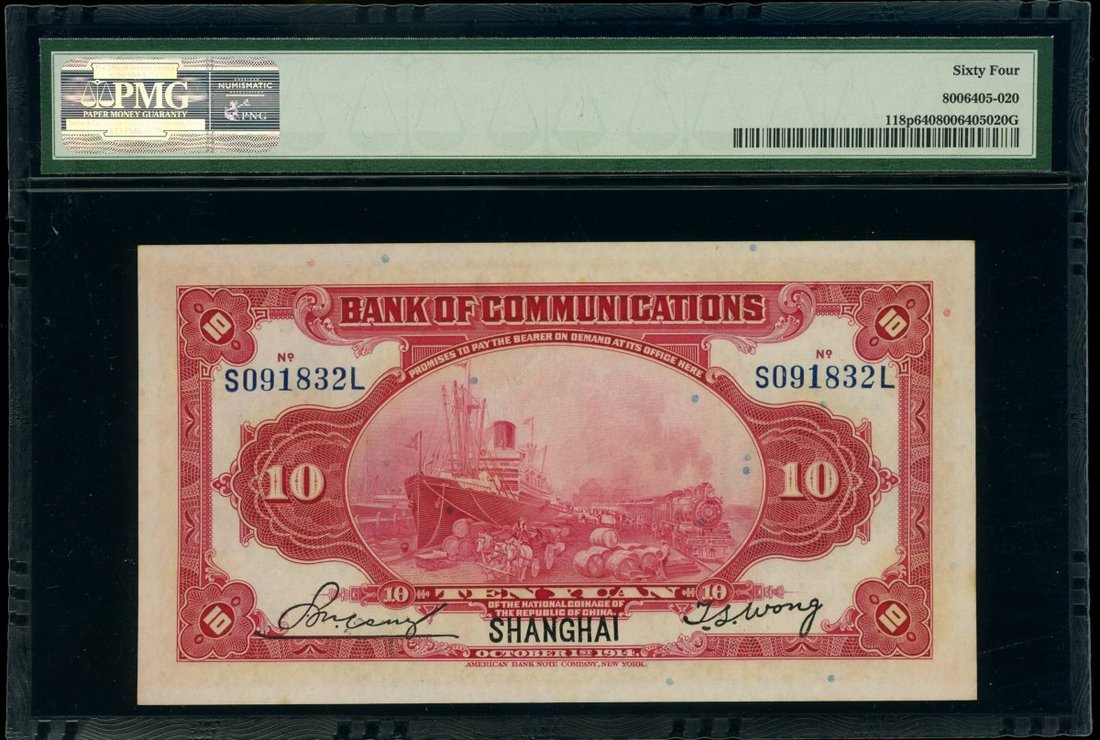 PMG
PAPER MONEY GUARANTY
NUMISMATIC
PNG
Sixty Four
8006405-020
118p6408006405020G
BANK OF COMMUNICATIONS
PROMISES TO PAY THE BEARER ON DEMAND AT ITS OFFICE HERE
10
10
Nº
Nº
S091832L
S091832L
10
10
10
TEN YUAN
10
OF THE NATIONAL COINAGE OF
THE REPUBLIC OF CHINA.
10
10
T.S. Wong
SHANGHAI
OCTOBER 1ST 1914.
AMERICAN BANK NOTE COMPANY, NEW YORK.